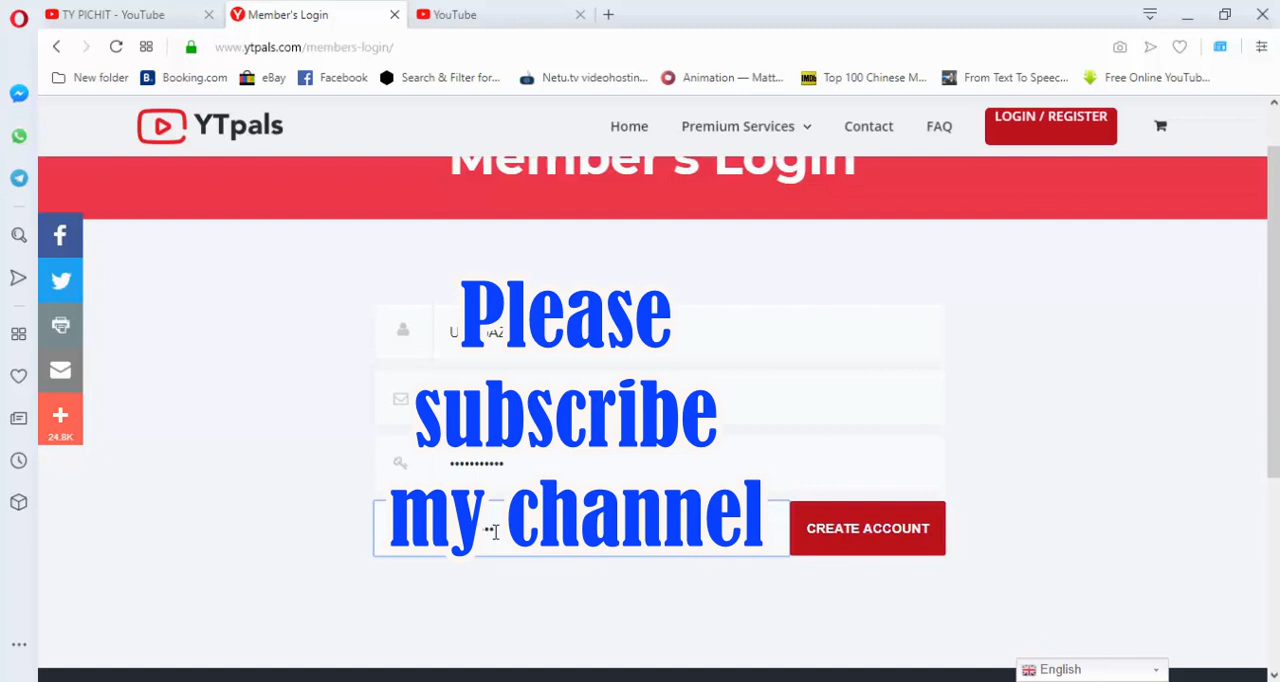 TY PICHIT - YouTube
Member's Login
YouTube
www.ytpals.com/members-login/
New folder
B. Booking.com
eBay
Facebook
Search & Filter for...
Netu.tv videohostin...
Animation — Matt...
IMDb Top 100 Chinese M...
From Text To Speec...
Free Online YouTub...
YTpals
Home
Premium Services
Contact
FAQ
LOGIN / REGISTER
Member's Login
Please
subscribe
my channel
CREATE ACCOUNT
24.8K
English